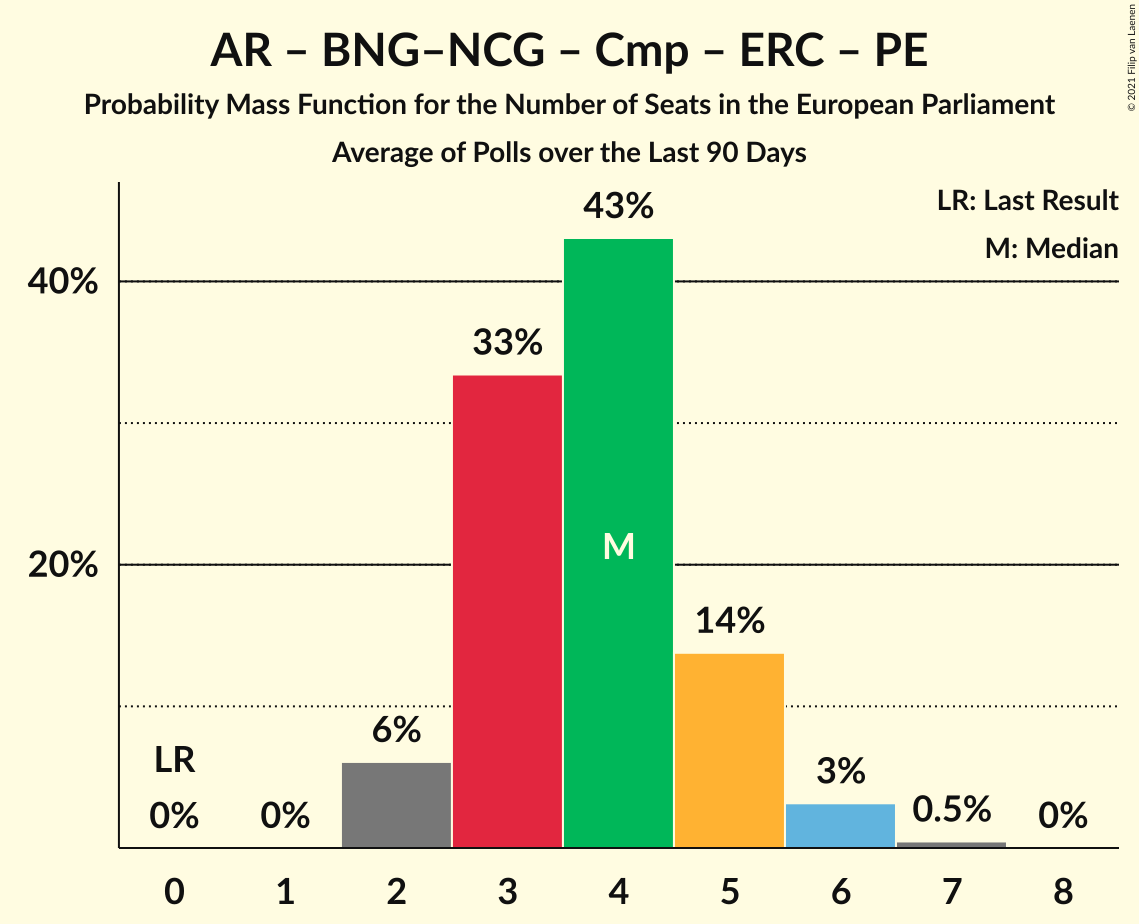 AR – BNG–NCG – Cmp – ERC – PE
Probability Mass Function for the Number of Seats in the European Parliament
Average of Polls over the Last 90 Days
© 2021 Filip van Laenen
LR: Last Result
M: Median
43%
40%
33%
M
20%
14%
6%
LR
3%
0.5%
0%
0%
0%
0 1 2 3 4 5 6 7 8